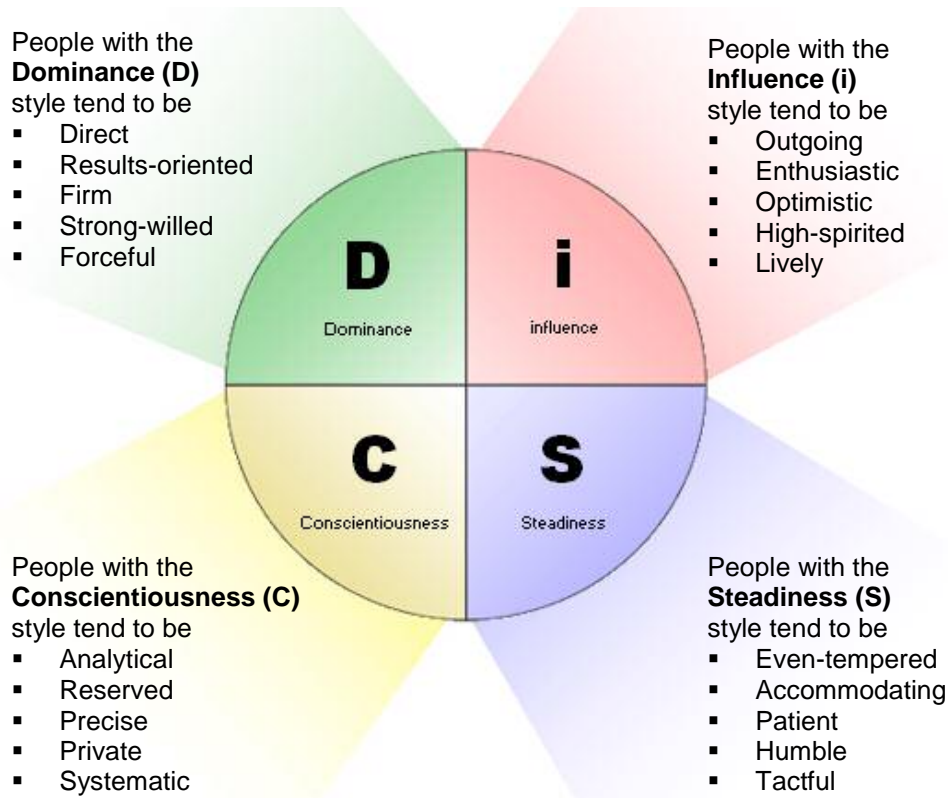 People with the
Dominance (D)
style tend to be
▪ Direct
▪ Results-oriented
▪ Firm
▪ Strong-willed
▪ Forceful
People with the
Influence (i)
style tend to be
▪ Outgoing
▪ Enthusiastic
▪ Optimistic
▪ High-spirited
▪ Lively
D
Dominance
i
influence
C
Conscientiousness
S
Steadiness
People with the
Conscientiousness (C)
style tend to be
▪ Analytical
▪ Reserved
▪ Precise
▪ Private
▪ Systematic
People with the
Steadiness (S)
style tend to be
▪ Even-tempered
▪ Accommodating
▪ Patient
▪ Humble
▪ Tactful